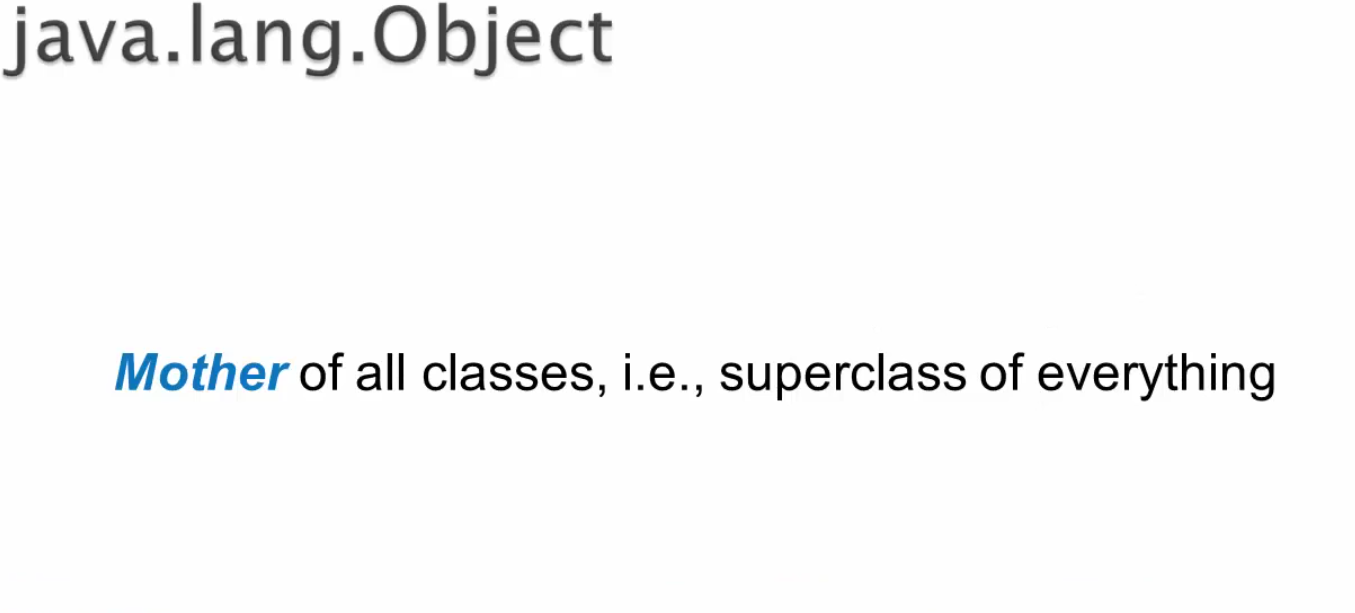 java.lang.Object
Mother of all classes, i.e., superclass of everything